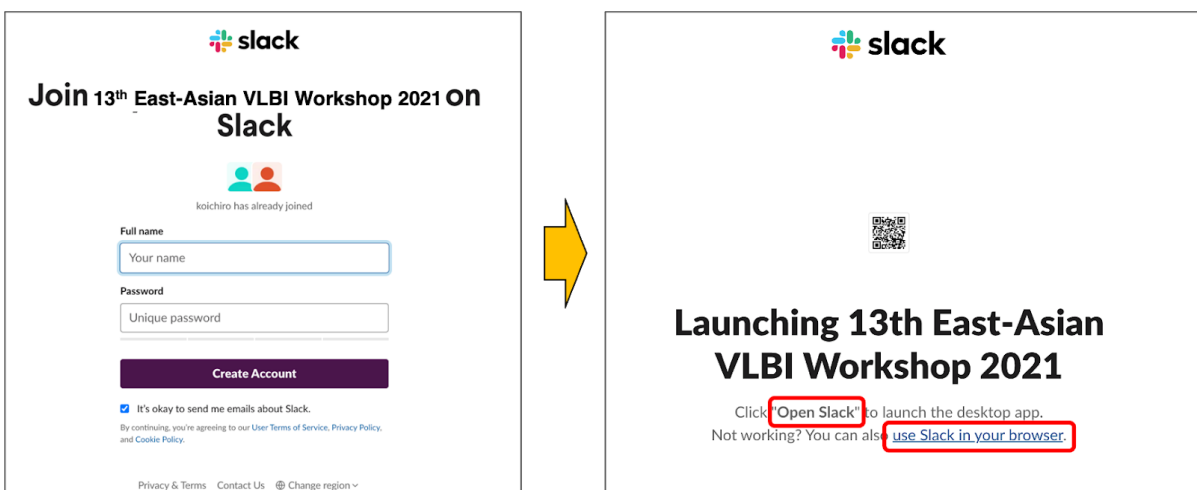 slack
Join 13th East-Asian VLBI Workshop 2021 on
Slack
koichiro has already joined
Full name
Your name
Password
Unique password
Create Account
It's okay to send me emails about Slack.
By continuing, you're agreeing to our User Terms of Service, Privacy Policy,
and Cookie Policy.
Privacy & Terms Contact Us Change region
slack
Launching 13th East-Asian
VLBI Workshop 2021
Click "Open Slack" to launch the desktop app.
Not working? You can also use Slack in your browser.